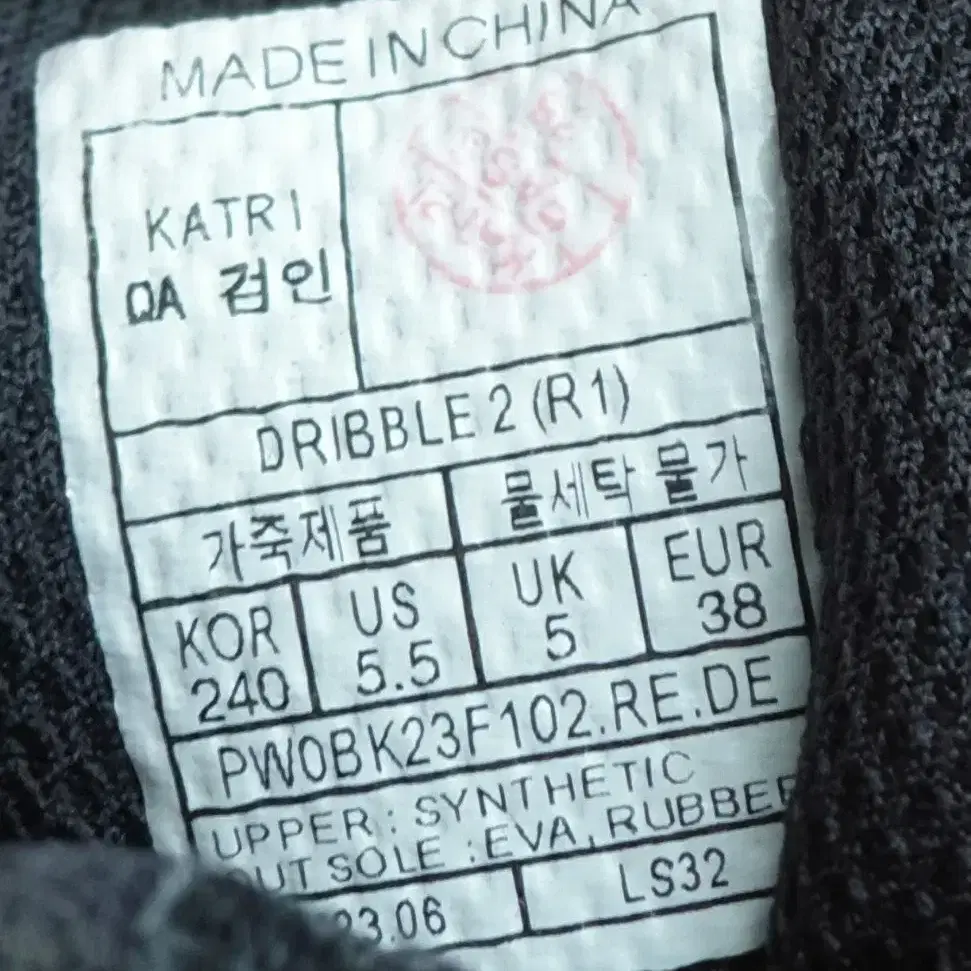 MADE IN CHINA
KATRI
QA 검인
DRIBBLE 2 (R1)
가죽제품 물세탁 물가
KOR US UK EUR
240 5.5 5 38
PW0BK23F102.RE.DE
UPPER : SYNTHETIC
OUT SOLE : EVA, RUBBER
23.06 LS32